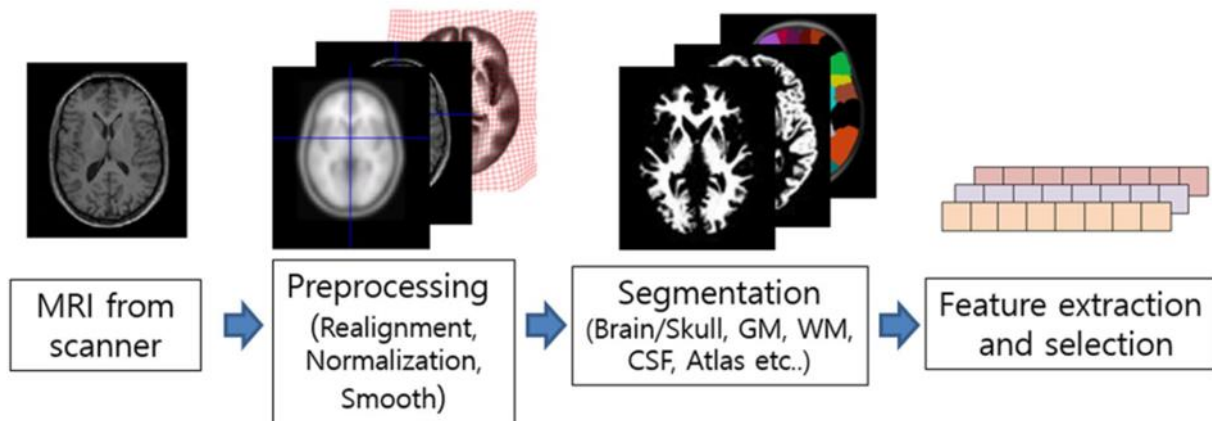 MRI from
scanner
Preprocessing
(Realignment,
Normalization,
Smooth)
Segmentation
(Brain/Skull, GM, WM,
CSF, Atlas etc..)
Feature extraction
and selection